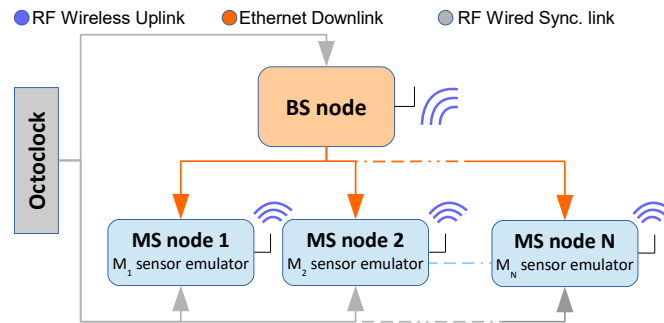 RF Wireless Uplink
Ethernet Downlink
RF Wired Sync. link
Octoclock
BS node
MS node 1
M₁ sensor emulator
MS node 2
M₂ sensor emulator
MS node N
M_N sensor emulator